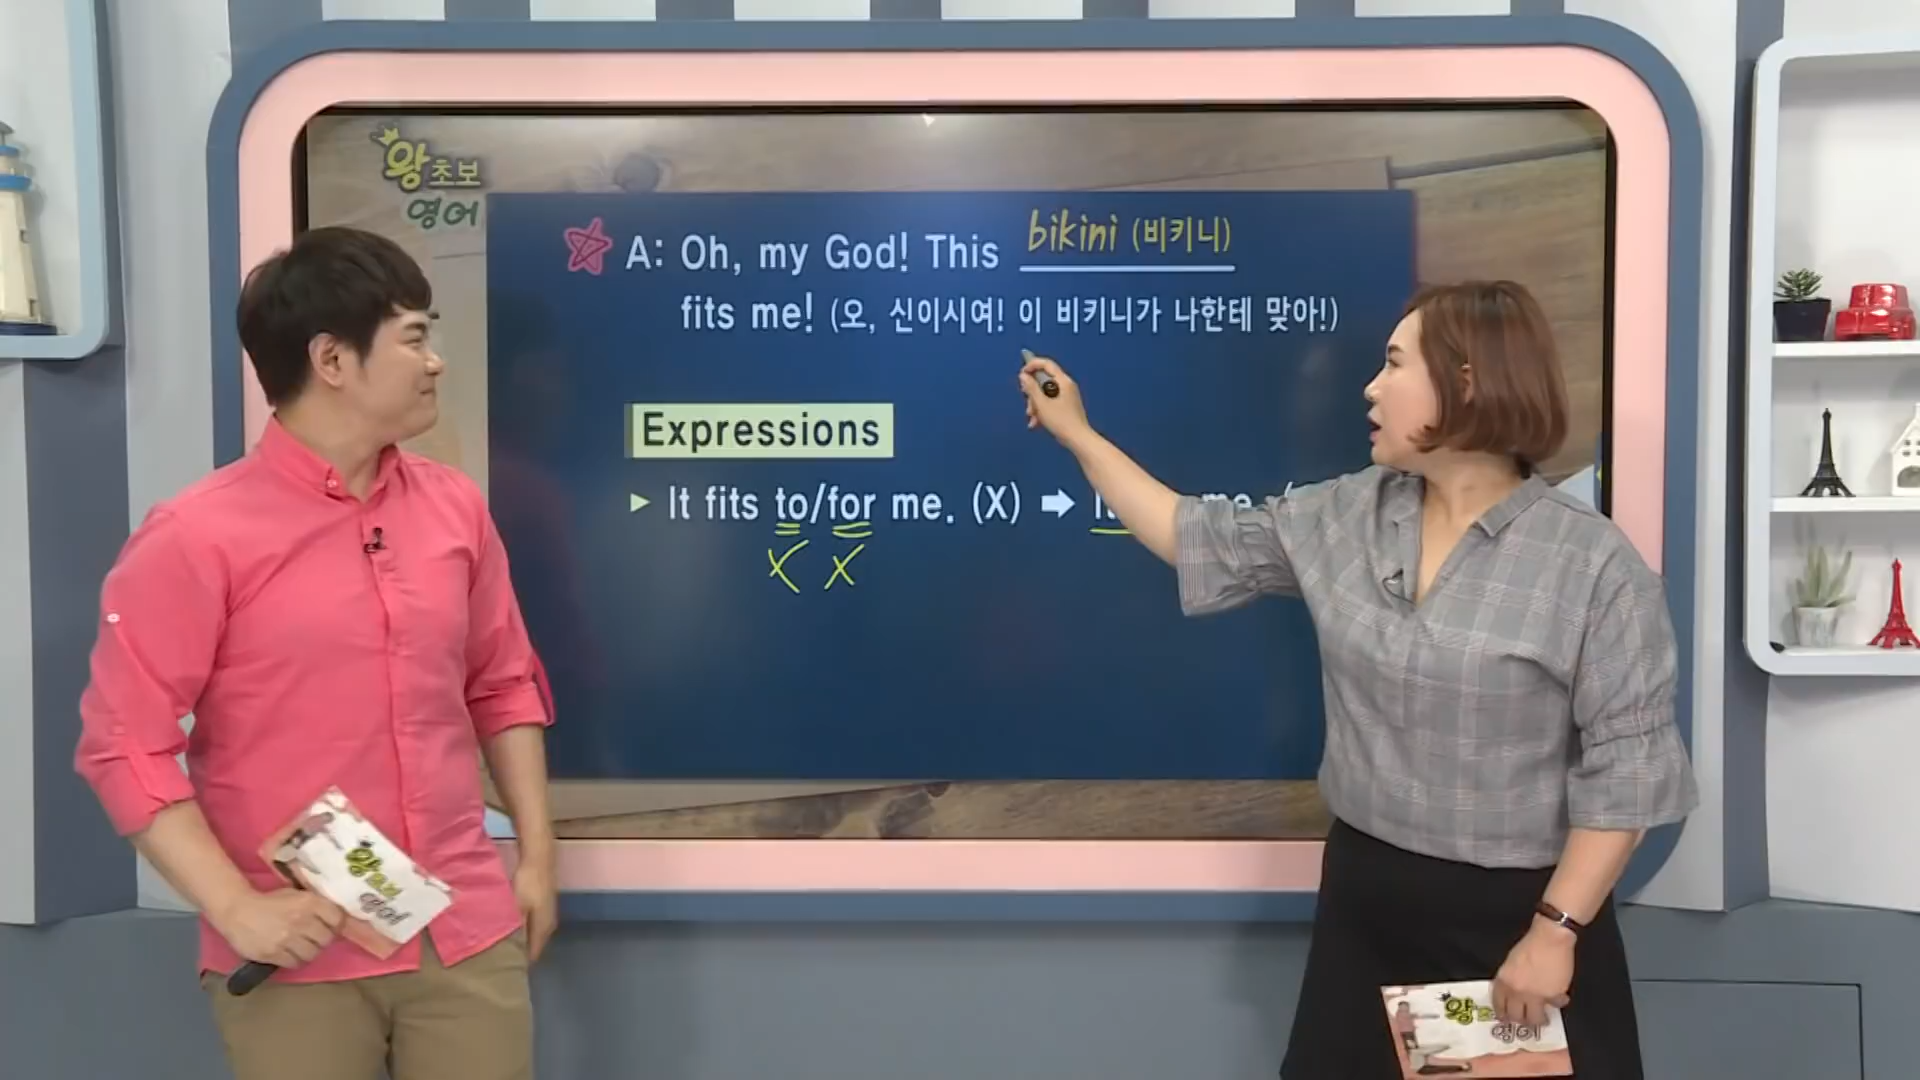 왕초보
영어
A: Oh, my God! This bikini (비키니)
fits me! (오, 신이시여! 이 비키니가 나한테 맞아!)
Expressions
▶ It fits to/for me. (X) ➡ me.
X X
왕초보
영어
왕초
영어